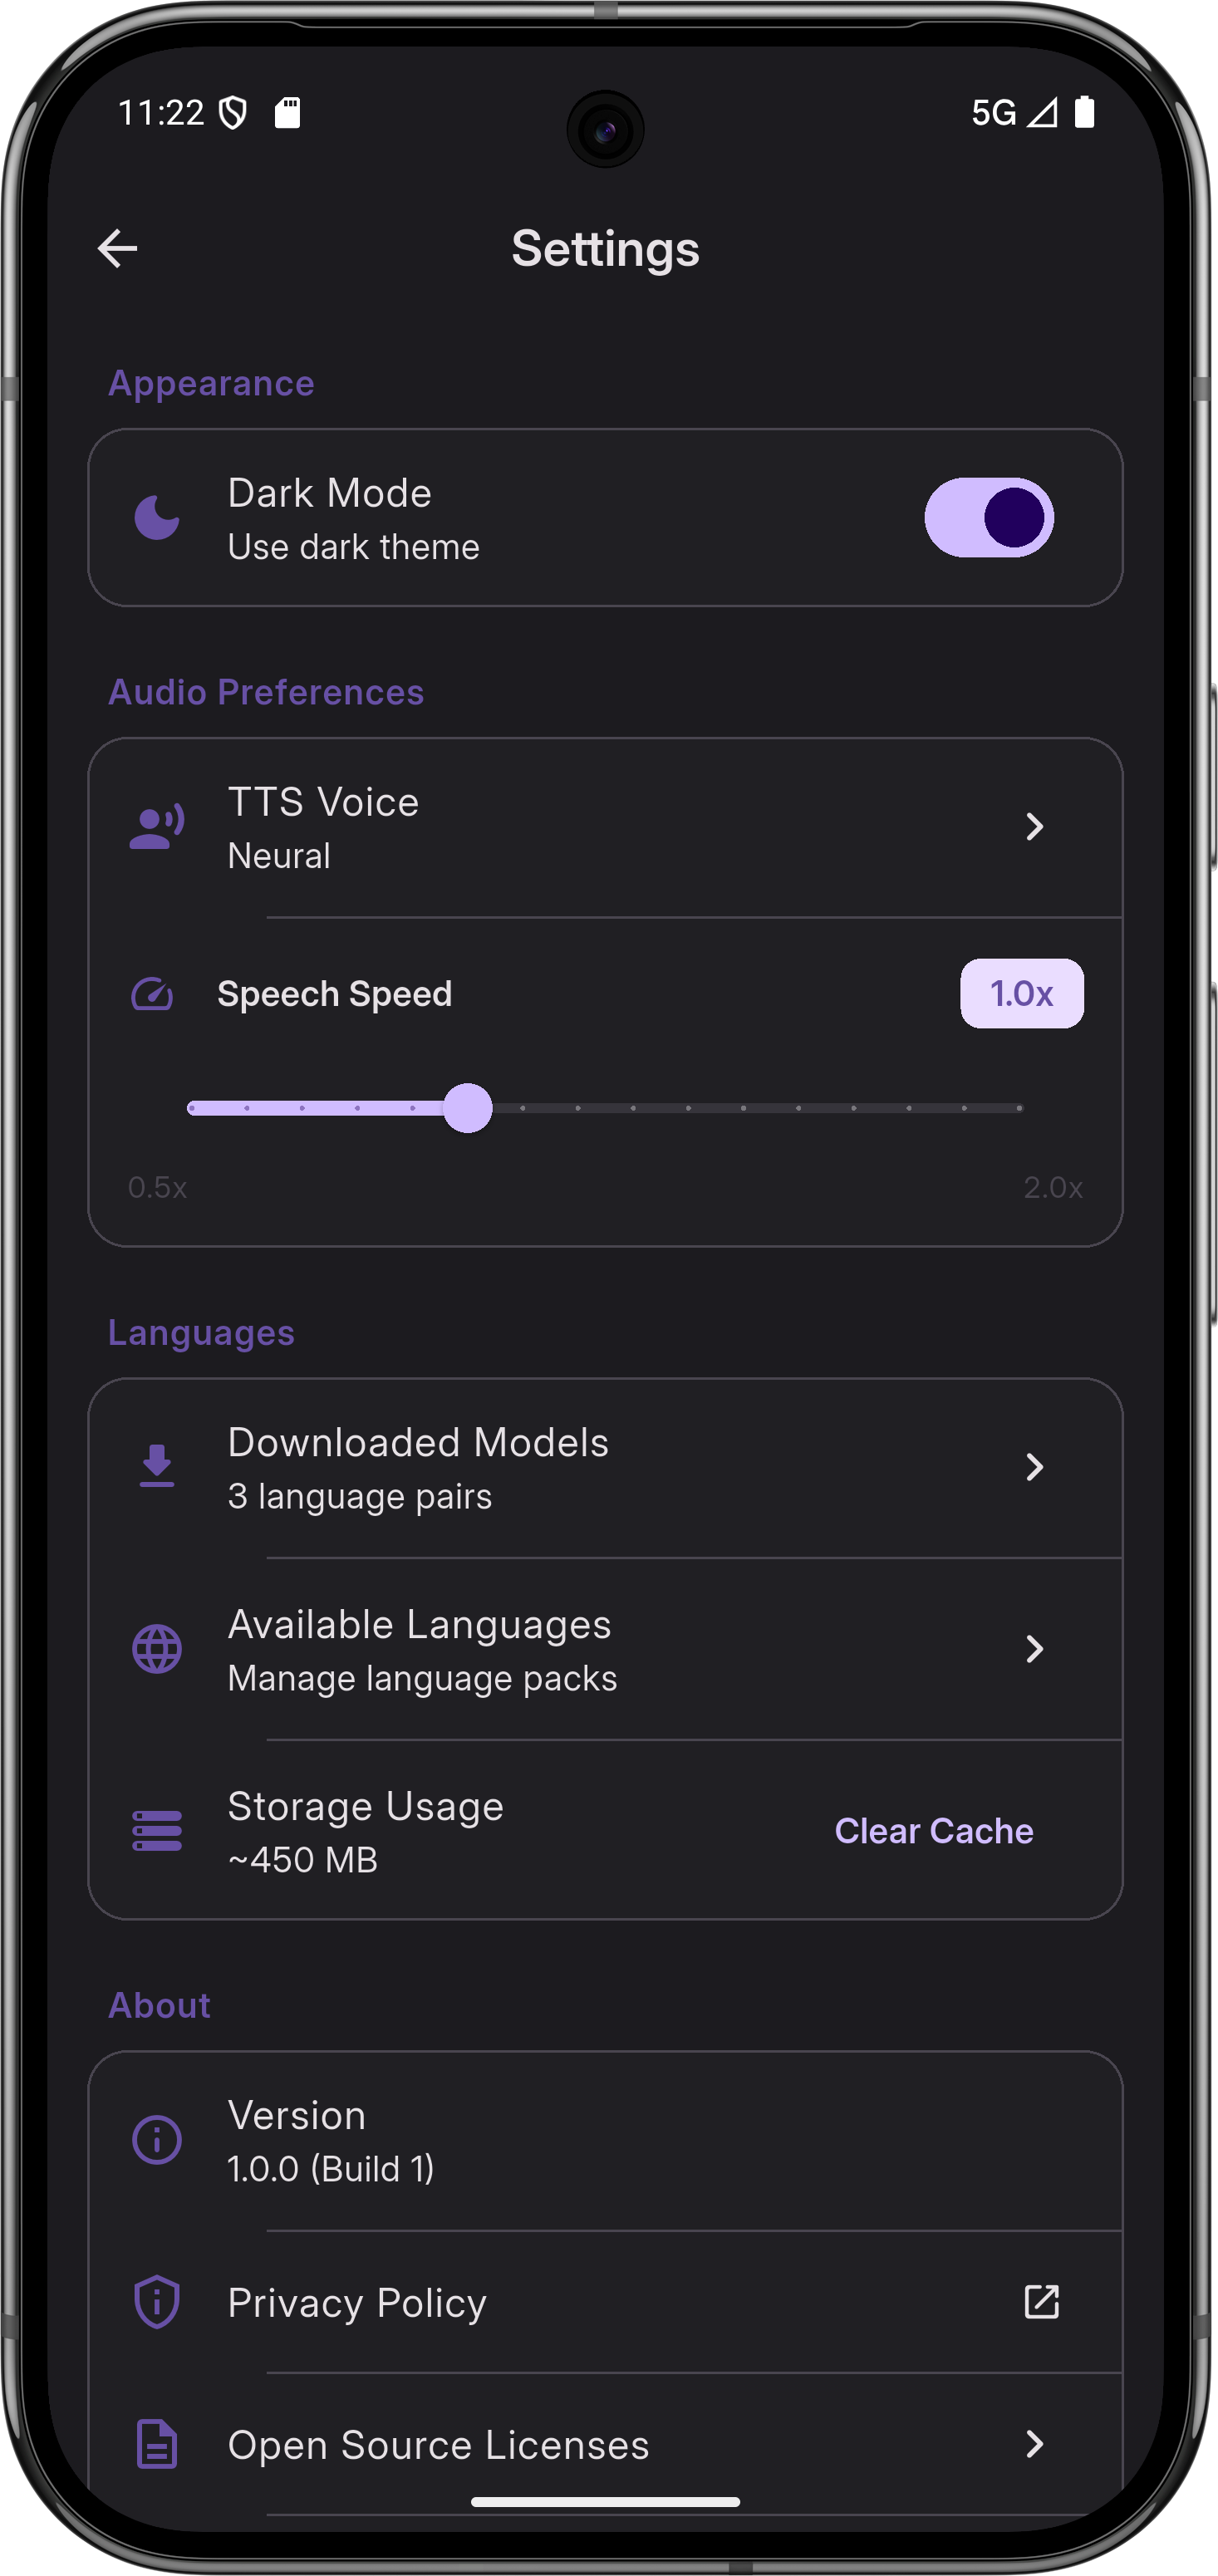 11:22
5G
Settings
Appearance
Dark Mode
Use dark theme
Audio Preferences
TTS Voice
Neural
Speech Speed
1.0x
0.5x
2.0x
Languages
Downloaded Models
3 language pairs
Available Languages
Manage language packs
Storage Usage
~450 MB
Clear Cache
About
Version
1.0.0 (Build 1)
Privacy Policy
Open Source Licenses